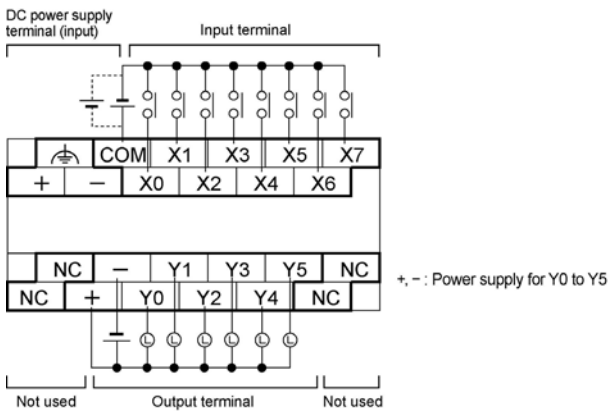 DC power supply
terminal (input)
Input terminal
COM X1 X3 X5 X7
+ − X0 X2 X4 X6
NC − Y1 Y3 Y5 NC
NC + Y0 Y2 Y4 NC
+, − : Power supply for Y0 to Y5
L L L L L L
Not used Output terminal Not used